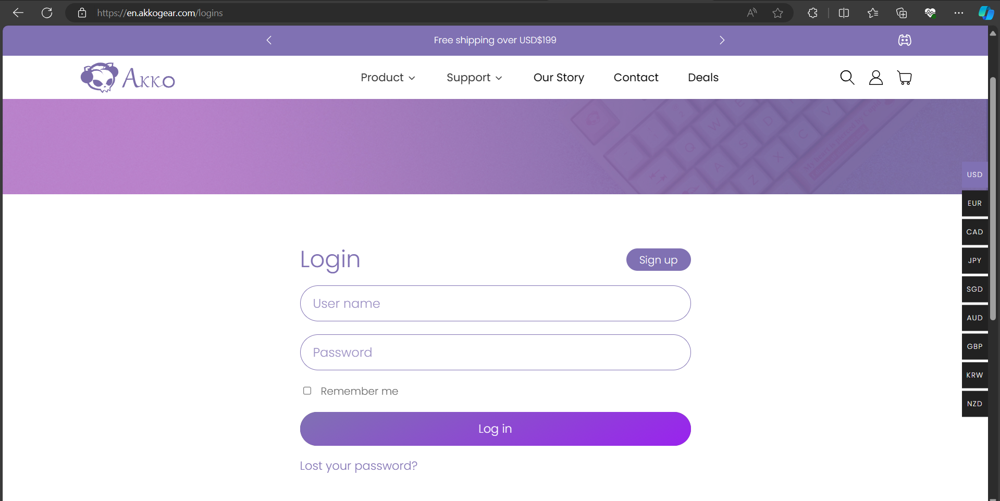 https://en.akkogear.com/logins
Free shipping over USD$199
AKKO
Product
Support
Our Story
Contact
Deals
USD
EUR
CAD
JPY
SGD
AUD
GBP
KRW
NZD
Login
Sign up
User name
Password
Remember me
Log in
Lost your password?